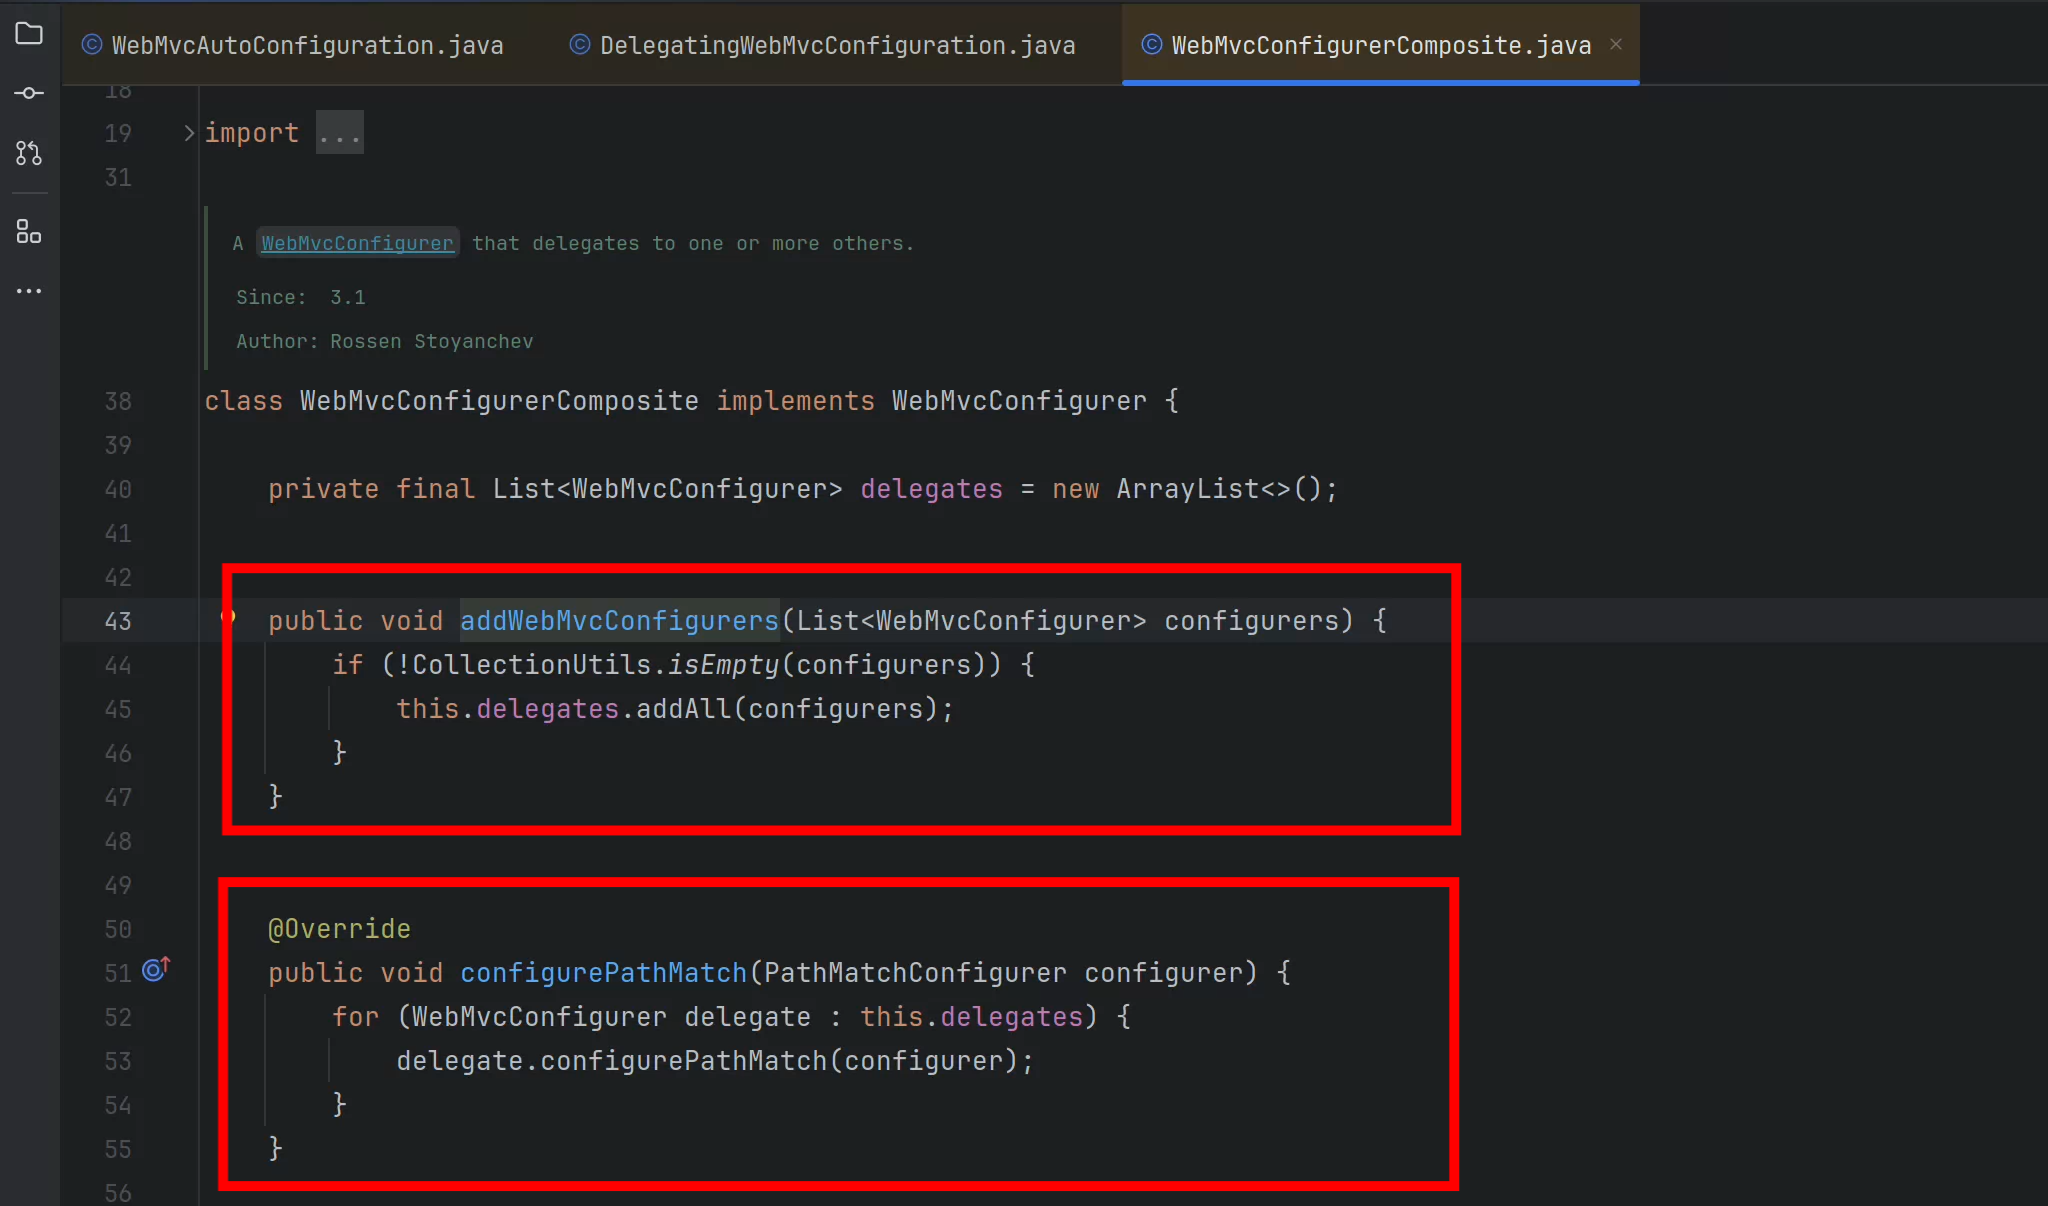 WebMvcAutoConfiguration.java DelegatingWebMvcConfiguration.java WebMvcConfigurerComposite.java
18
19 import ...
31
A WebMvcConfigurer that delegates to one or more others.
Since: 3.1
Author: Rossen Stoyanchev
38 class WebMvcConfigurerComposite implements WebMvcConfigurer {
39
40 private final List<WebMvcConfigurer> delegates = new ArrayList<>();
41
42
43 public void addWebMvcConfigurers(List<WebMvcConfigurer> configurers) {
44 if (!CollectionUtils.isEmpty(configurers)) {
45 this.delegates.addAll(configurers);
46 }
47 }
48
49
50 @Override
51 public void configurePathMatch(PathMatchConfigurer configurer) {
52 for (WebMvcConfigurer delegate : this.delegates) {
53 delegate.configurePathMatch(configurer);
54 }
55 }
56